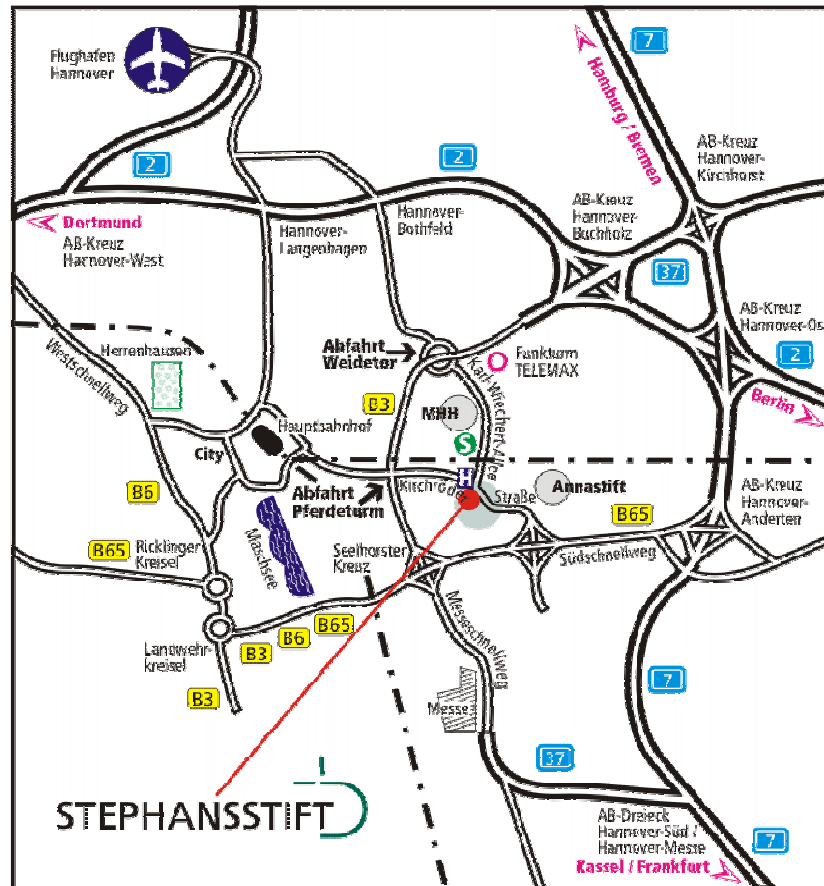 7
Flughafen
Hannover
Hamburg / Bremen
2
2
AB-Kreuz
Hannover-
Kirchhorst
AB-Kreuz
Hannover-
Buchholz
Dortmund
AB-Kreuz
Hannover-West
Hannover-
Langenhagen
Hannover-
Bothfeld
37
AB-Kreuz
Hannover-Os
2
Berlin
Westschnellweg
Herrenhausen
Abfahrt
Weidetor
Funkturm
TELEMAX
Karl-Wiechert-Allee
B3
MHH
S
Hauptbahnhof
City
H
B6
Abfahrt
Pferdeturm
Kirchröder
Straße
Annastift
AB-Kreuz
Hannover-
Anderten
B65
B65
Ricklinger
Kreisel
Maschsee
Seelhorster
Kreuz
Südschnellweg
Landwehr-
kreisel
B3
B6
B65
Messeschnellweg
B3
Messe
7
37
STEPHANSSTIFT
AB-Dreieck
Hannover-Süd /
Hannover-Messe
7
Kassel / Frankfurt